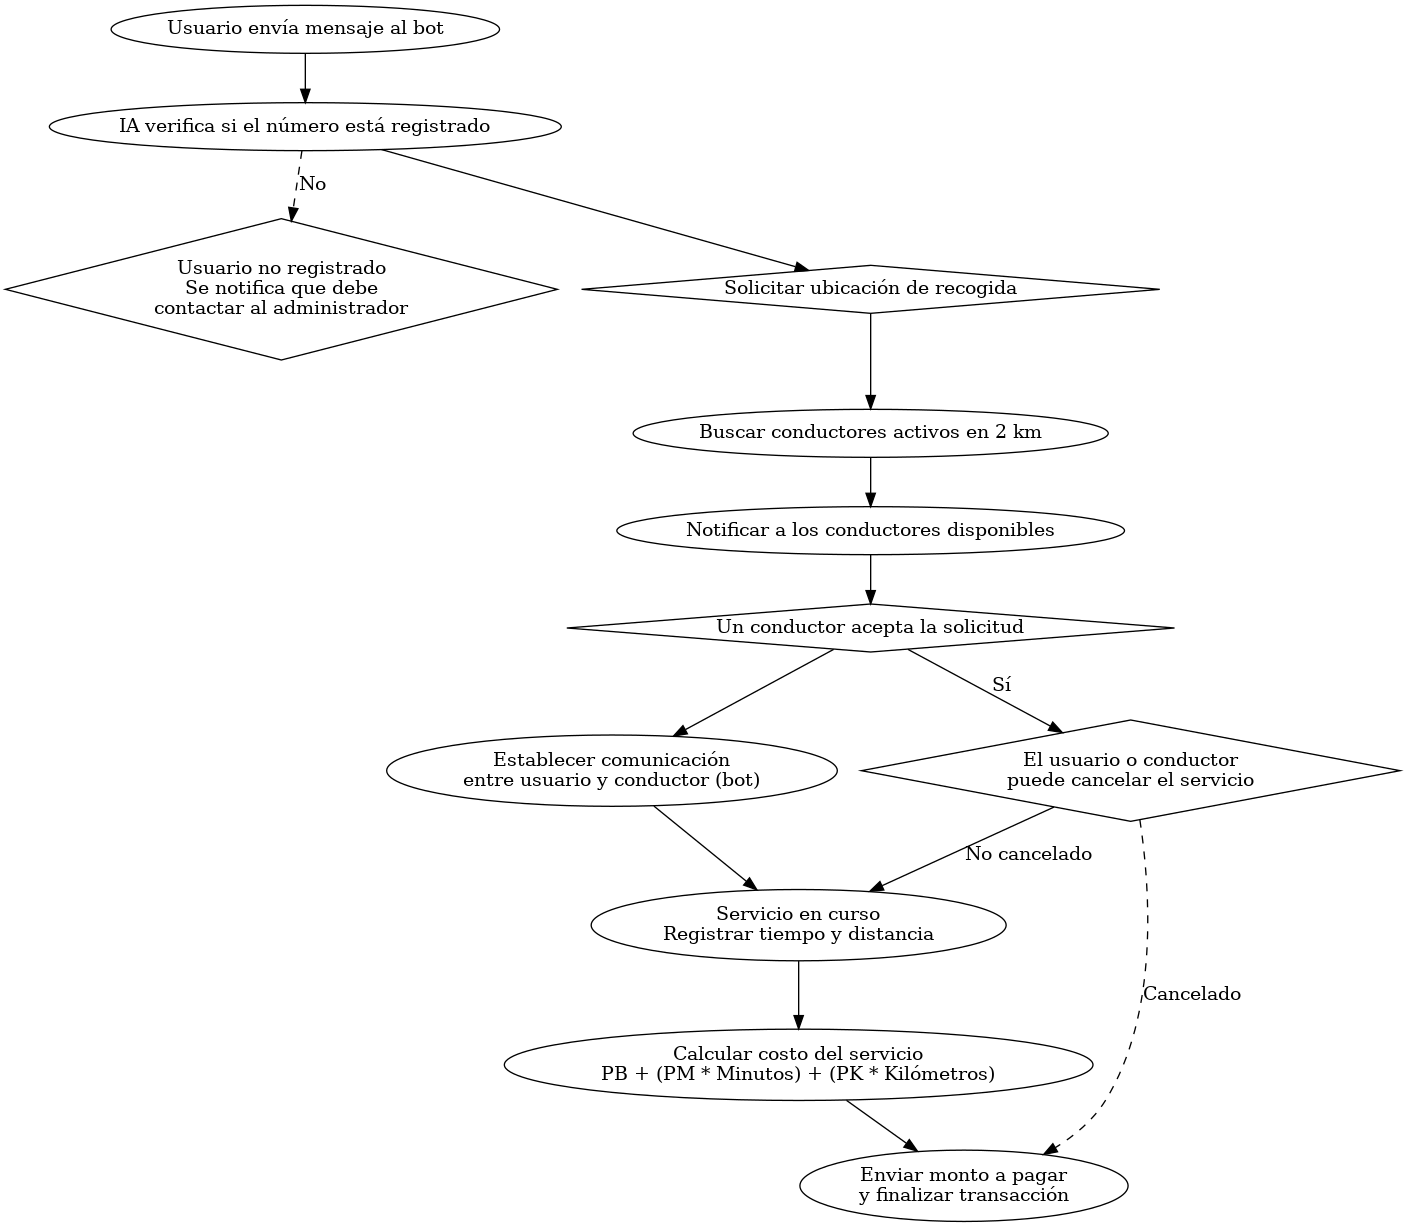 Usuario envía mensaje al bot
IA verifica si el número está registrado
No
Usuario no registrado
Se notifica que debe
contactar al administrador
Solicitar ubicación de recogida
Buscar conductores activos en 2 km
Notificar a los conductores disponibles
Un conductor acepta la solicitud
Sí
Establecer comunicación
entre usuario y conductor (bot)
El usuario o conductor
puede cancelar el servicio
No cancelado
Servicio en curso
Registrar tiempo y distancia
Cancelado
Calcular costo del servicio
PB + (PM * Minutos) + (PK * Kilómetros)
Enviar monto a pagar
y finalizar transacción